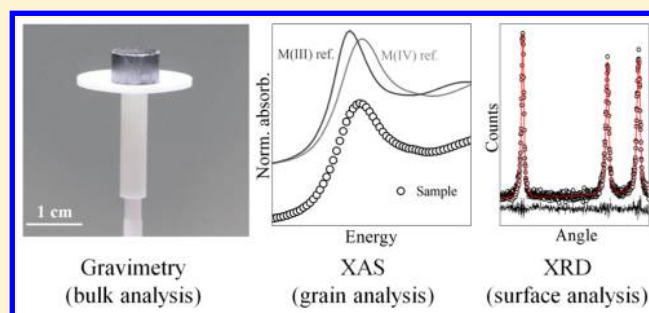 1 cm
Gravimetry
(bulk analysis)
Norm. absorb.
M(III) ref.
M(IV) ref.
Sample
Energy
XAS
(grain analysis)
Counts
Angle
XRD
(surface analysis)